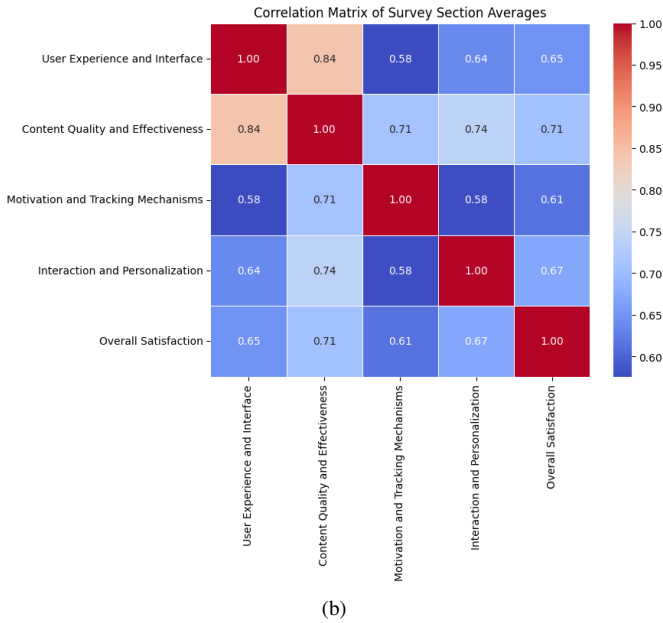 Correlation Matrix of Survey Section Averages
User Experience and Interface 1.00 0.84 0.58 0.64 0.65
Content Quality and Effectiveness 0.84 1.00 0.71 0.74 0.71
Motivation and Tracking Mechanisms 0.58 0.71 1.00 0.58 0.61
Interaction and Personalization 0.64 0.74 0.58 1.00 0.67
Overall Satisfaction 0.65 0.71 0.61 0.67 1.00
User Experience and Interface
Content Quality and Effectiveness
Motivation and Tracking Mechanisms
Interaction and Personalization
Overall Satisfaction
1.00
0.95
0.90
0.85
0.80
0.75
0.70
0.65
0.60
(b)